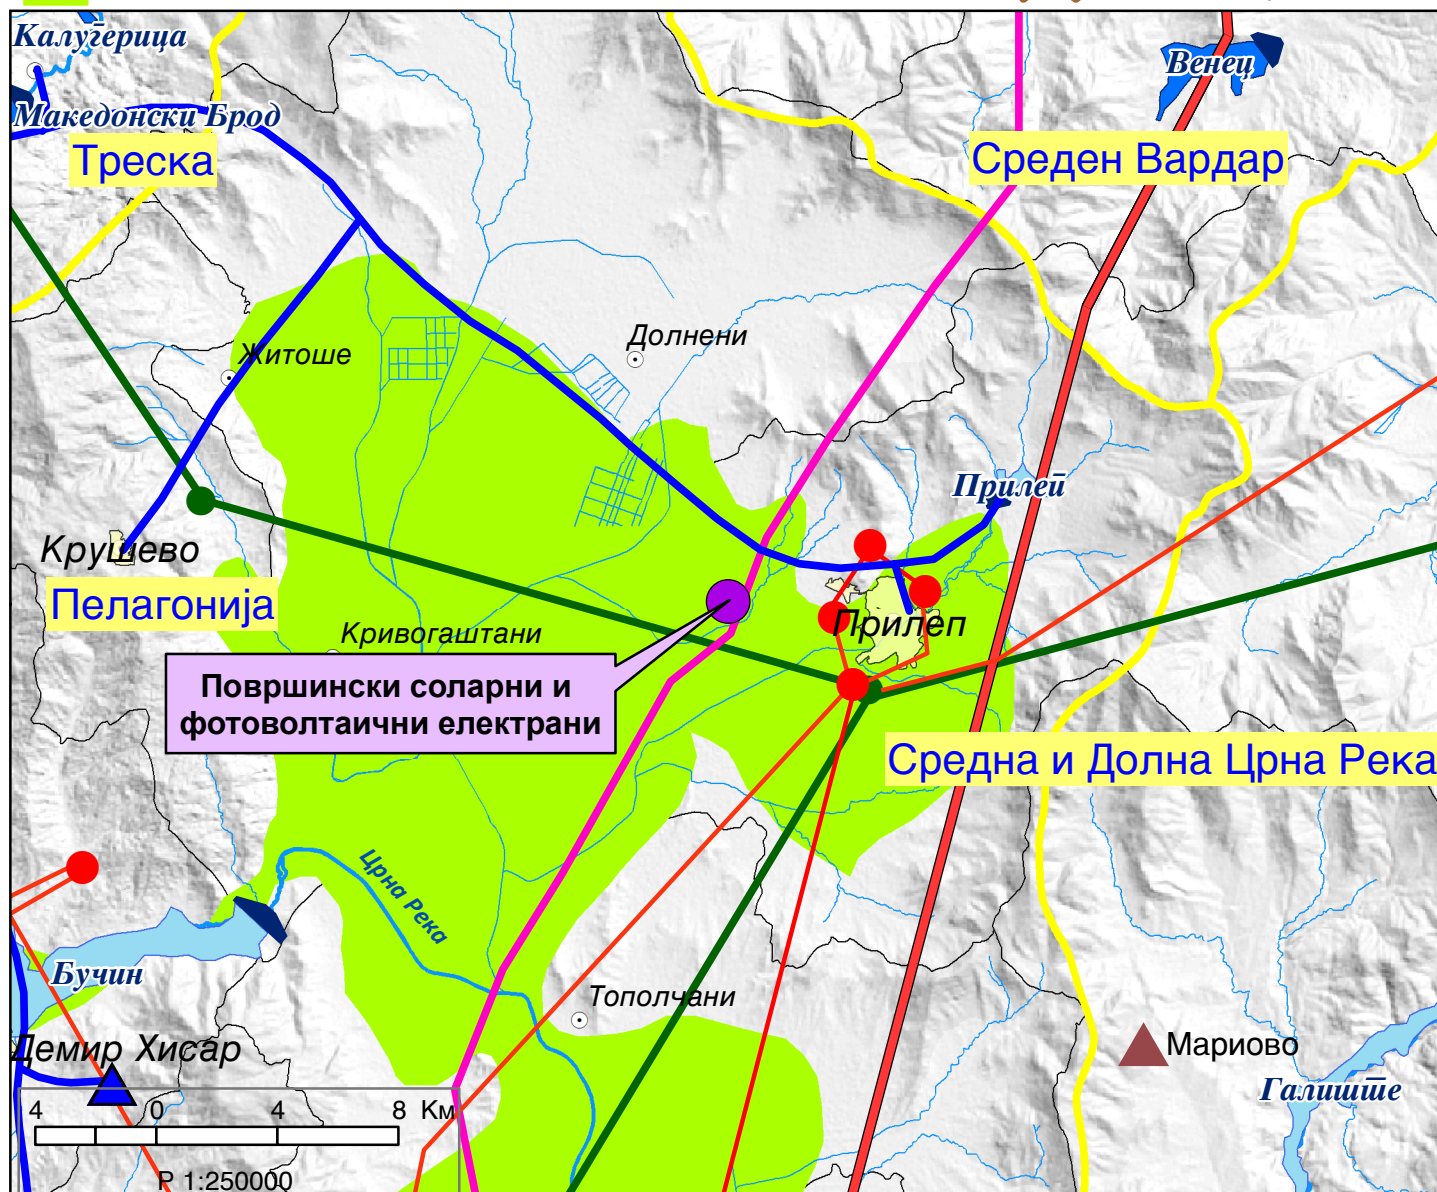 Калуѓерица
Венец
Македонски Брод
Треска
Среден Вардар
Долнени
Житоше
Прилеп
Крушево
Пелагонија
Кривогаштани
Прилеп
Површински соларни и
фотоволтаични електрани
Средна и Долна Црна Река
Црна Река
Бучин
Тополчани
Демир Хисар
Мариово
Галиште
4 0 4 8 Км
Р 1:250000